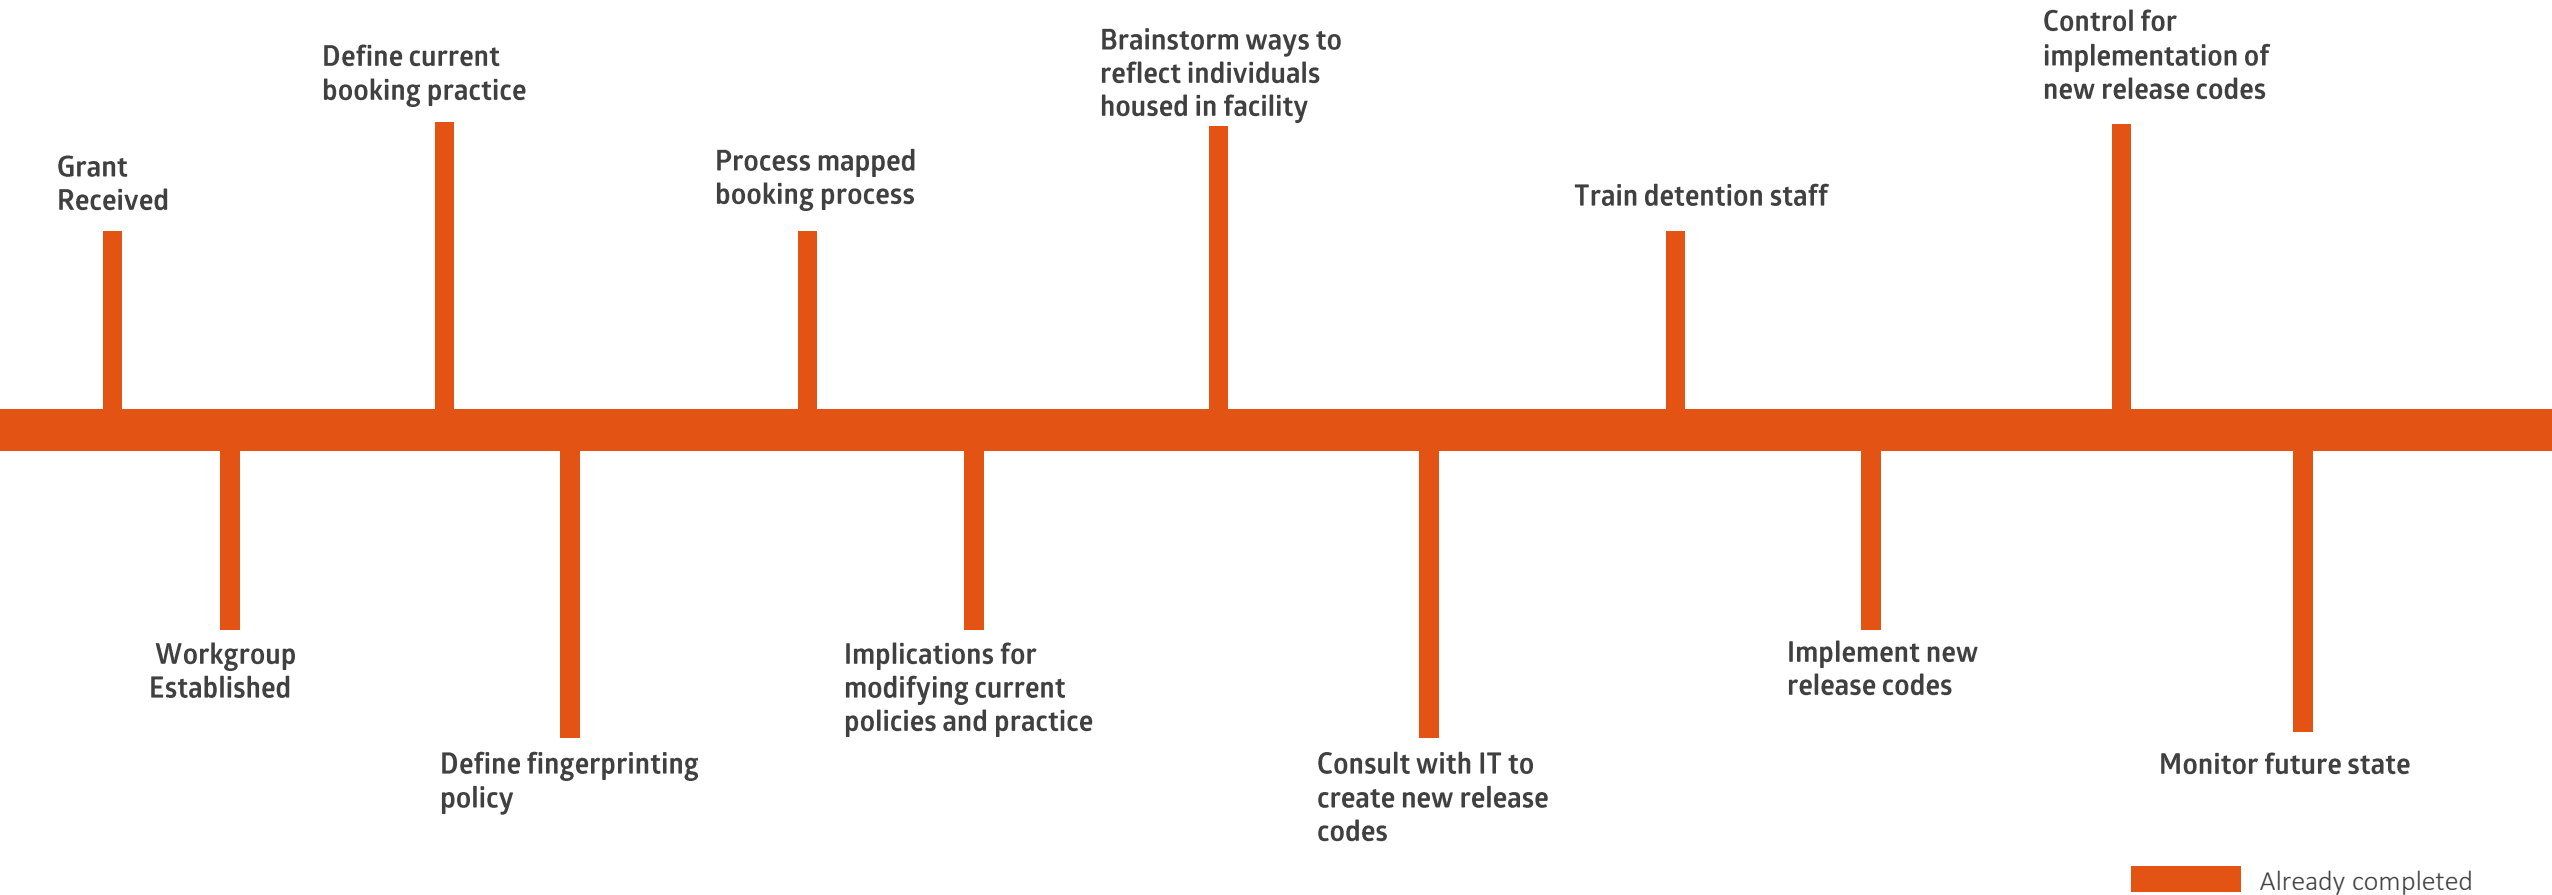 Grant
Received
Workgroup
Established
Define current
booking practice
Define fingerprinting
policy
Process mapped
booking process
Implications for
modifying current
policies and practice
Brainstorm ways to
reflect individuals
housed in facility
Consult with IT to
create new release
codes
Train detention staff
Implement new
release codes
Control for
implementation of
new release codes
Monitor future state
Already completed